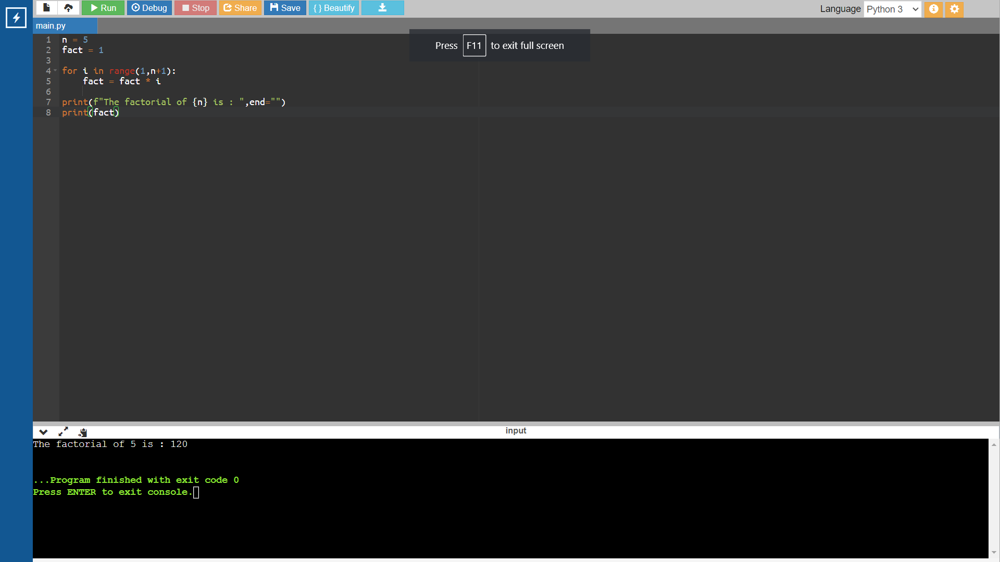 Run Debug Stop Share Save { } Beautify Language Python 3
main.py
Press F11 to exit full screen
1 n = 5
2 fact = 1
3
4 for i in range(1,n+1):
5     fact = fact * i
6
7 print(f"The factorial of {n} is : ",end="")
8 print(fact)
input
The factorial of 5 is : 120
...Program finished with exit code 0
Press ENTER to exit console.